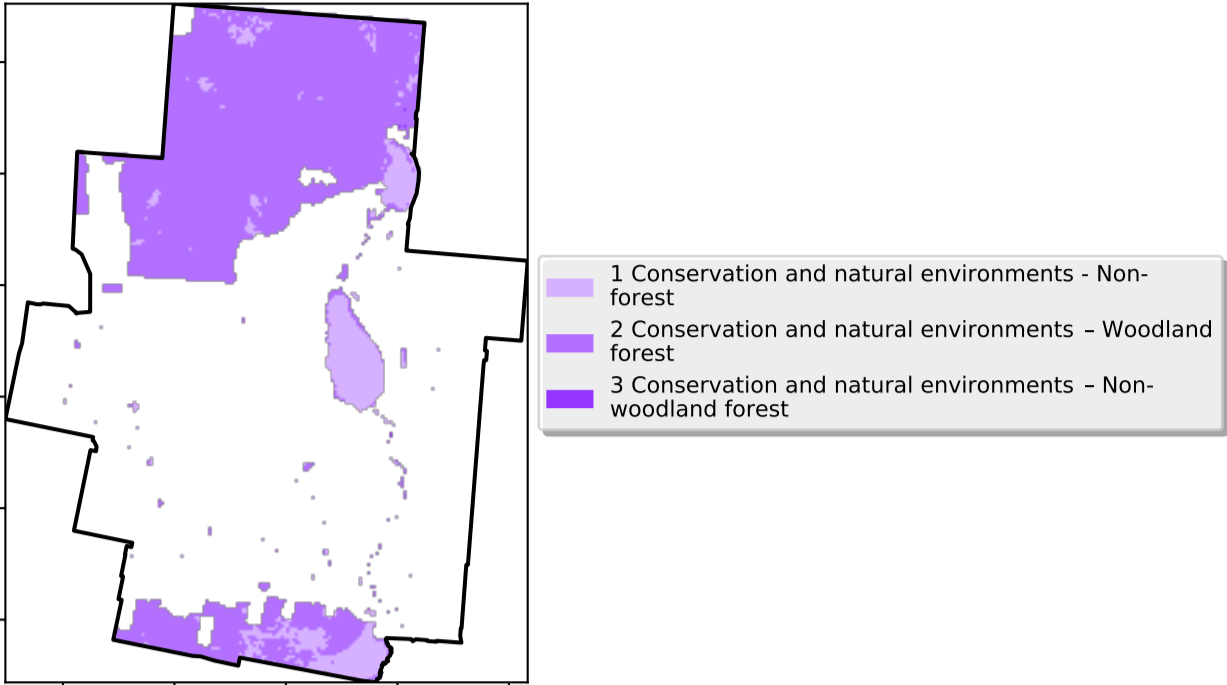 1 Conservation and natural environments - Non-
forest
2 Conservation and natural environments – Woodland
forest
3 Conservation and natural environments – Non-
woodland forest